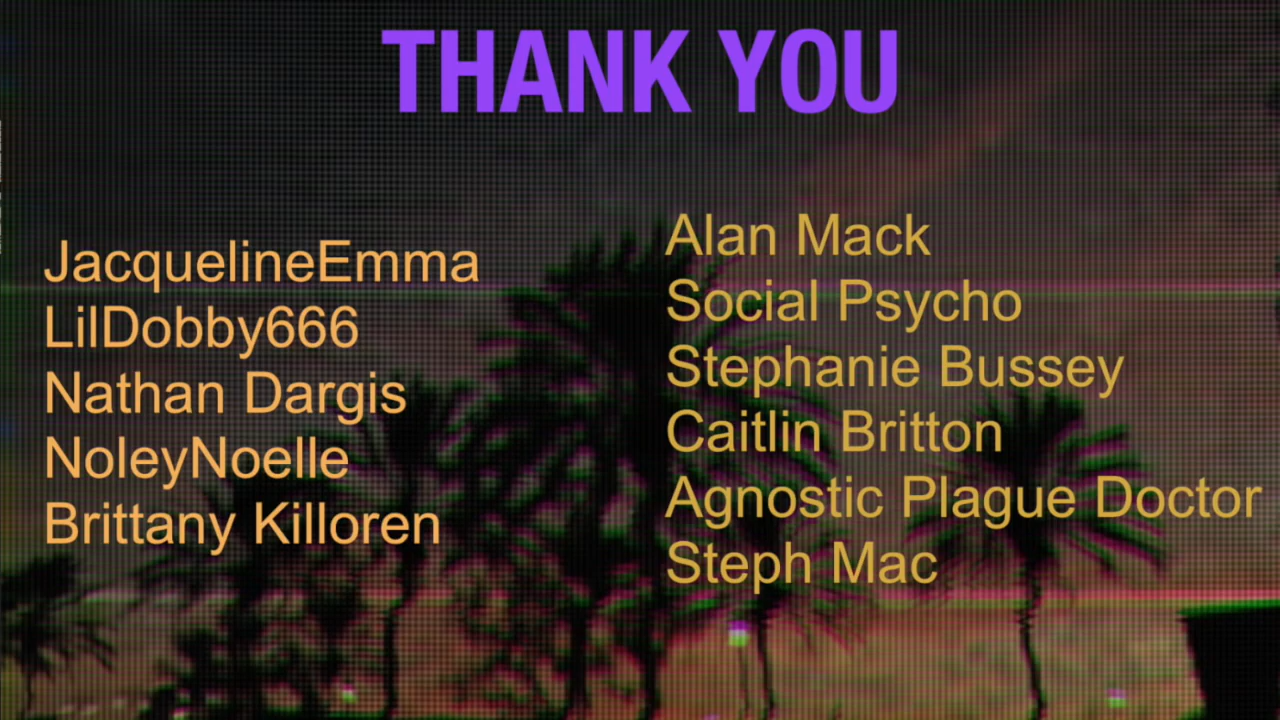 THANK YOU
JacquelineEmma
LilDobby666
Nathan Dargis
NoleyNoelle
Brittany Killoren
Alan Mack
Social Psycho
Stephanie Bussey
Caitlin Britton
Agnostic Plague Doctor
Steph Mac